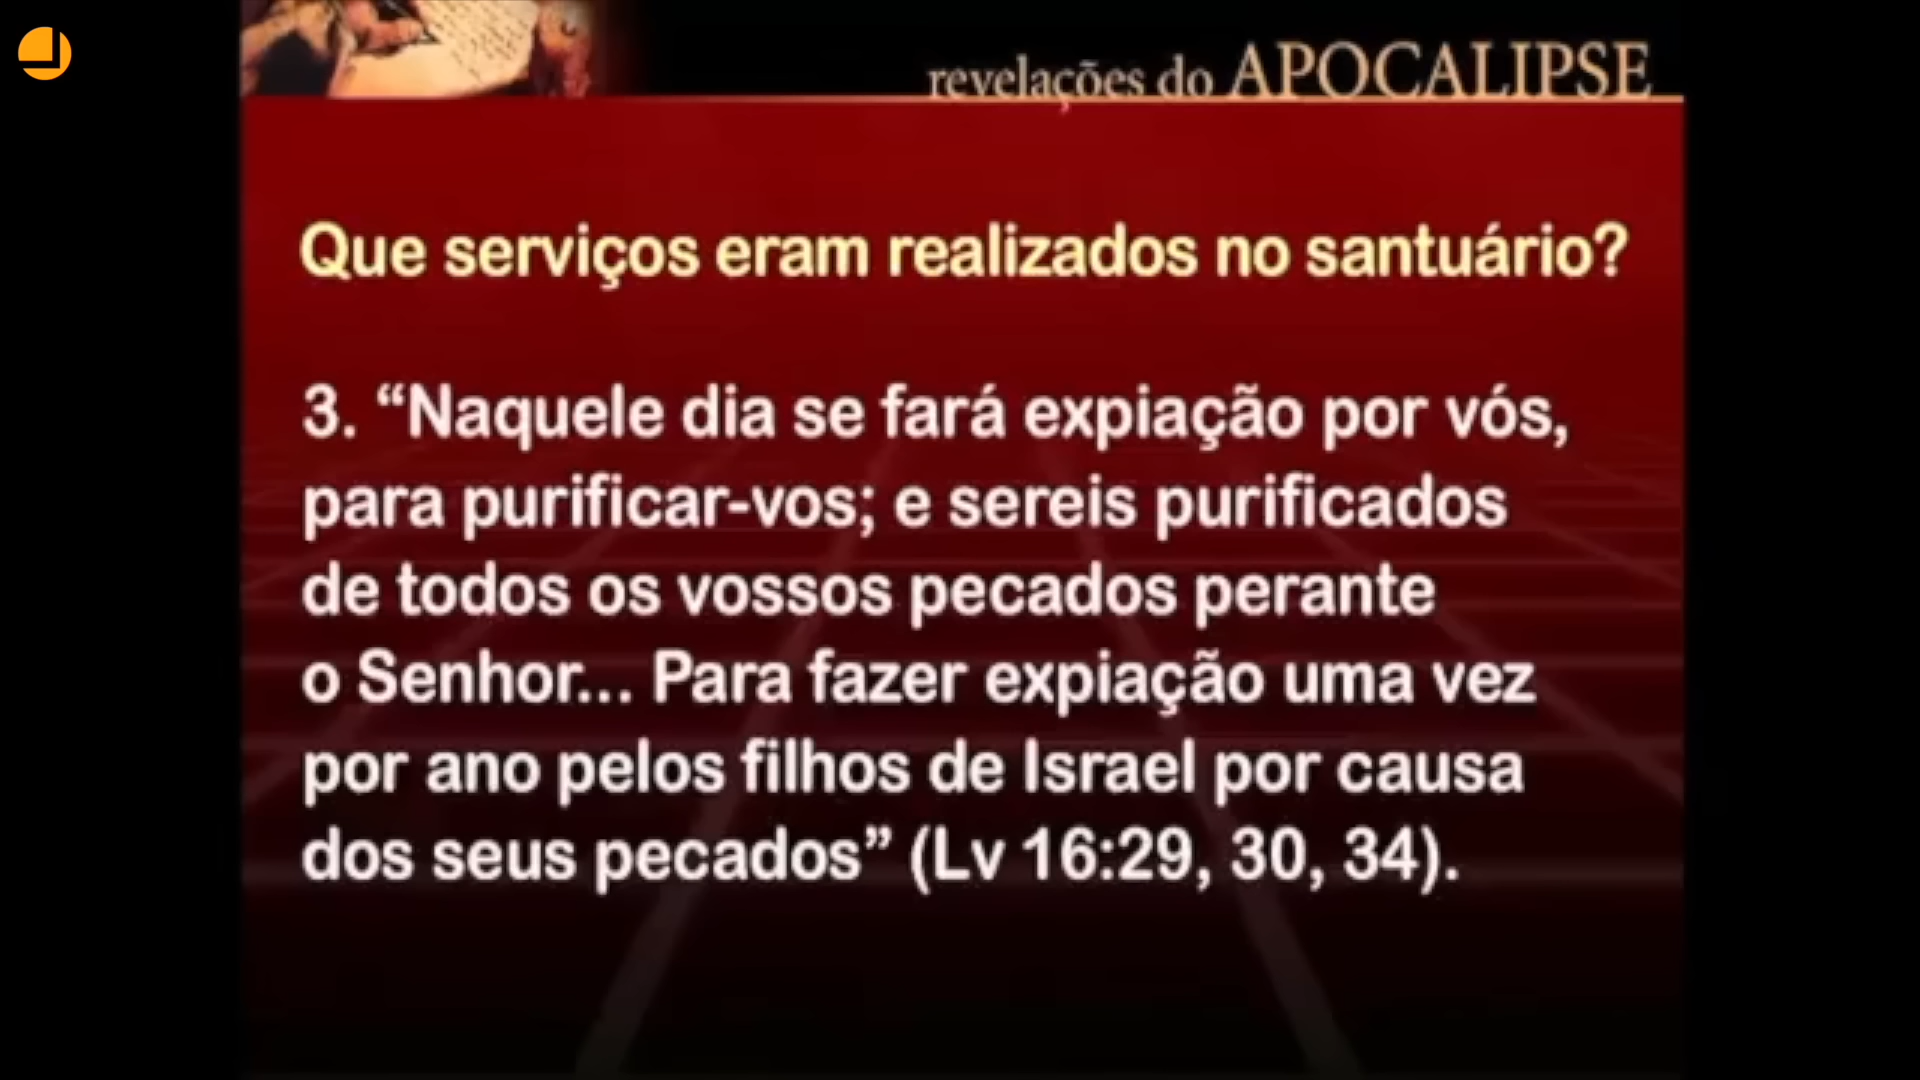 revelações do APOCALIPSE
Que serviços eram realizados no santuário?
3. “Naquele dia se fará expiação por vós,
para purificar-vos; e sereis purificados
de todos os vossos pecados perante
o Senhor... Para fazer expiação uma vez
por ano pelos filhos de Israel por causa
dos seus pecados” (Lv 16:29, 30, 34).